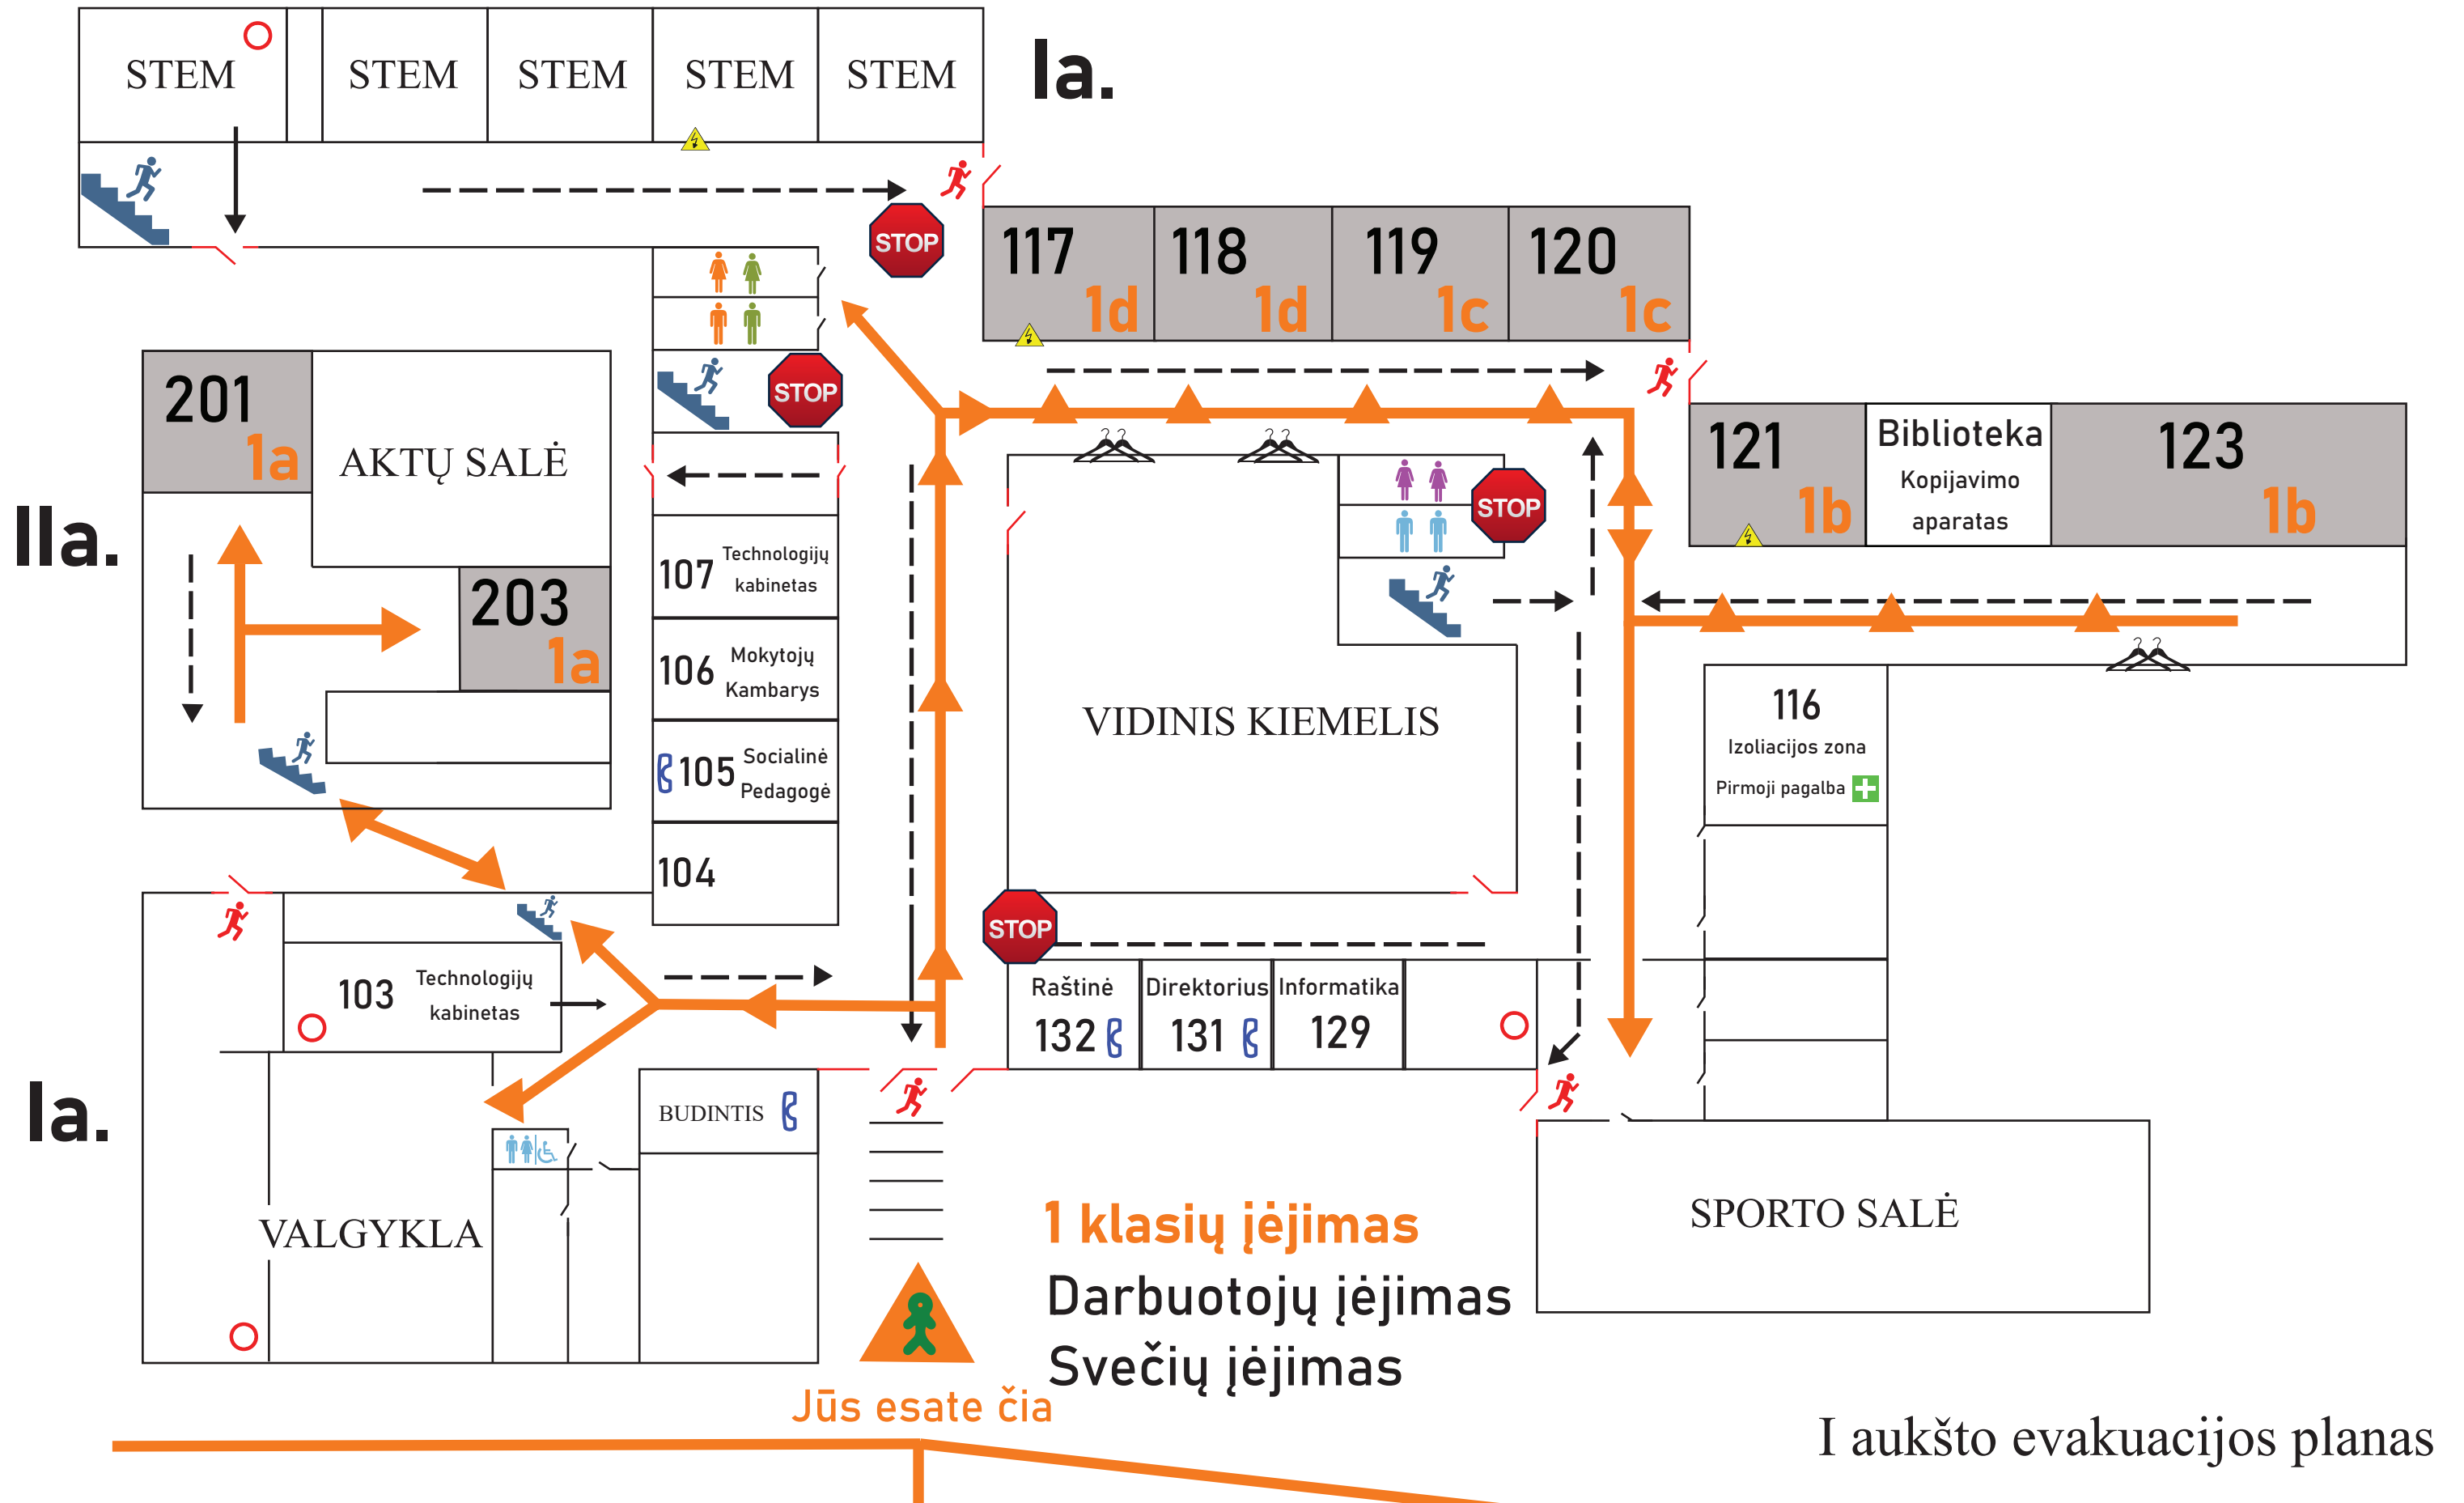 STEM
STEM
STEM
STEM
STEM
Ia.
STOP
117
1d
118
1d
119
1c
120
1c
201
1a
AKTŲ SALĖ
STOP
121
1b
Biblioteka
Kopijavimo
aparatas
123
1b
STOP
IIa.
107 Technologijų
kabinetas
203
1a
106 Mokytojų
Kambarys
105 Socialinė
Pedagogė
104
VIDINIS KIEMELIS
116
Izoliacijos zona
Pirmoji pagalba
STOP
103 Technologijų
kabinetas
Raštinė
132
Direktorius
131
Informatika
129
Ia.
BUDINTIS
VALGYKLA
SPORTO SALĖ
1 klasių įėjimas
Darbuotojų įėjimas
Svečių įėjimas
Jūs esate čia
I aukšto evakuacijos planas